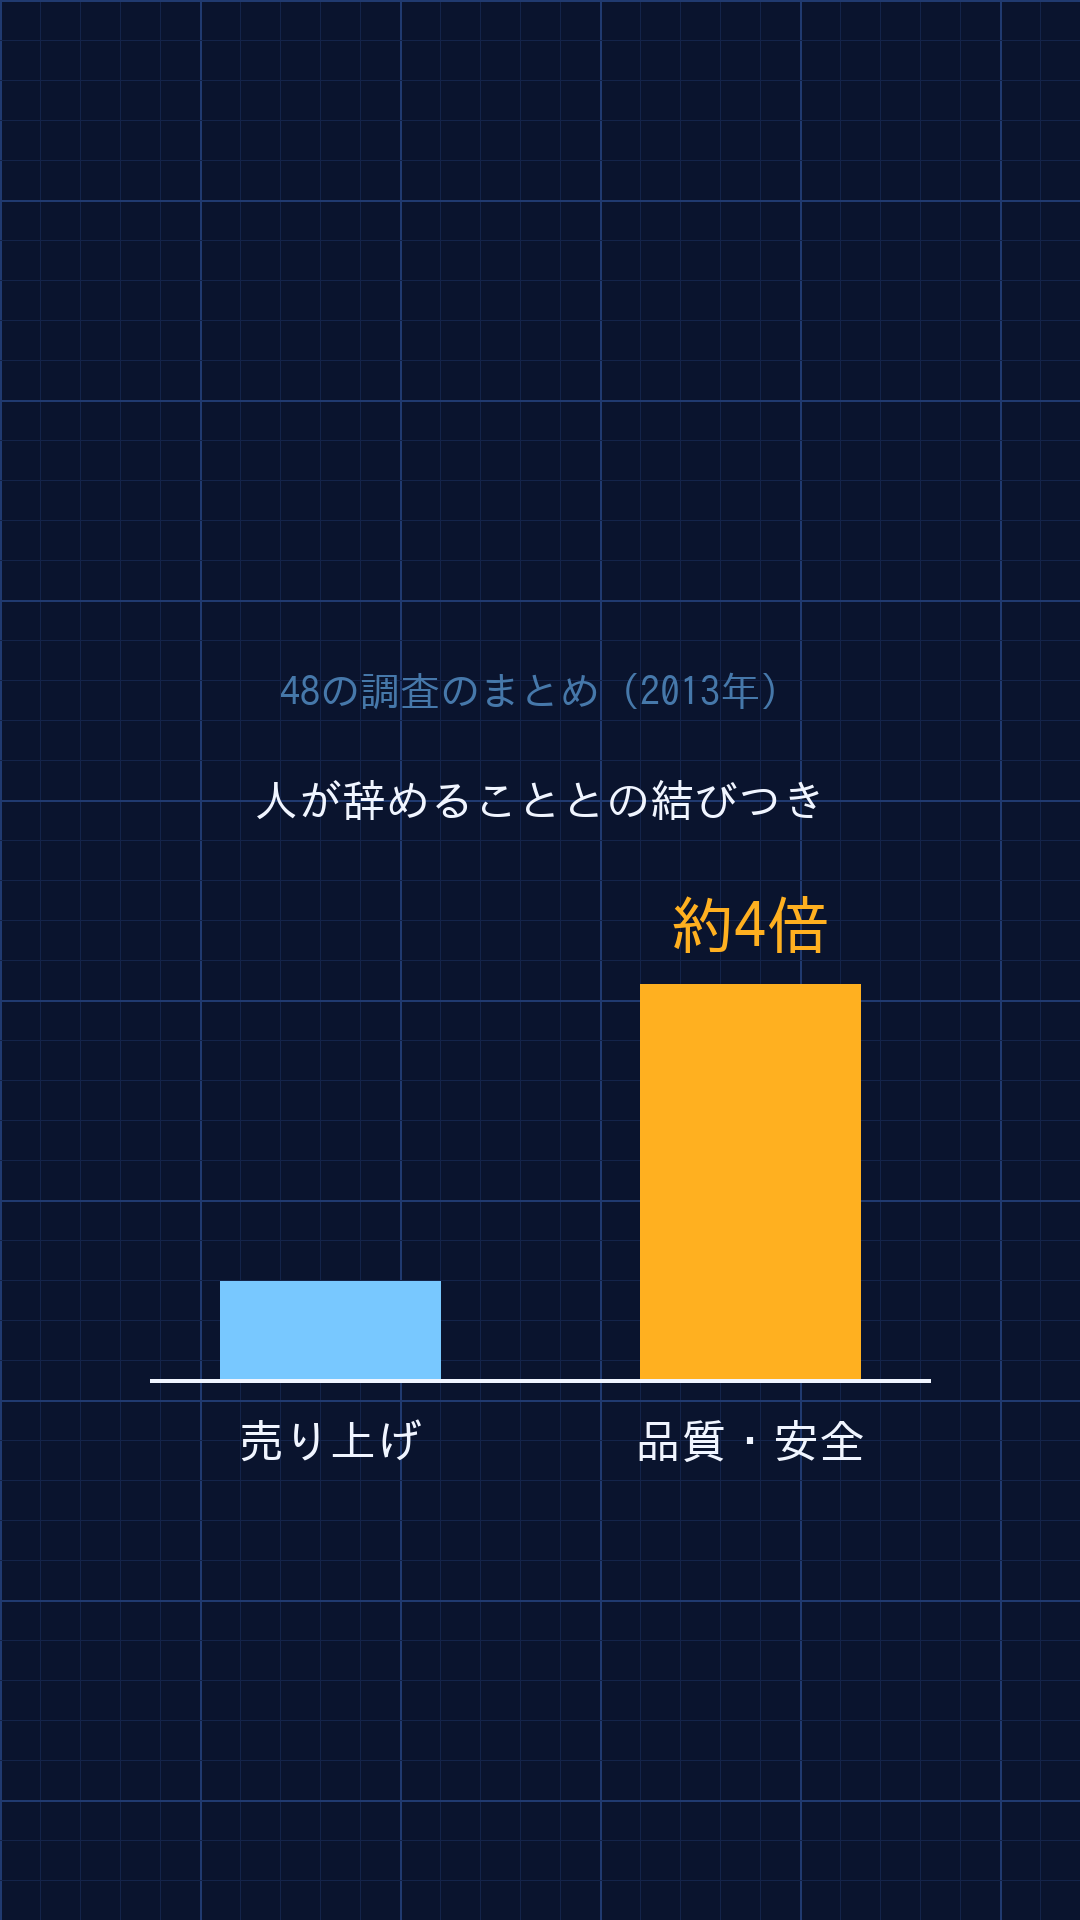 48の調査のまとめ（2013年）
人が辞めることとの結びつき
約4倍
売り上げ
品質・安全